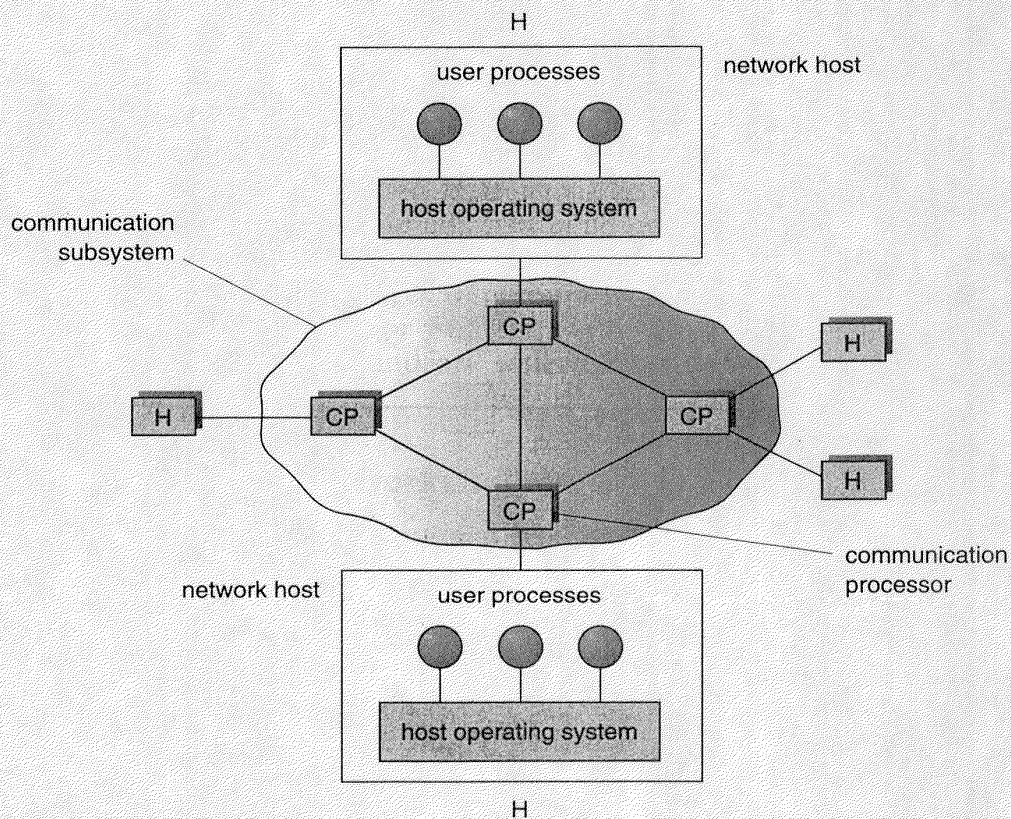 H
user processes
network host
host operating system
communication
subsystem
CP
H
H
CP
CP
H
CP
communication
processor
network host
user processes
host operating system
H